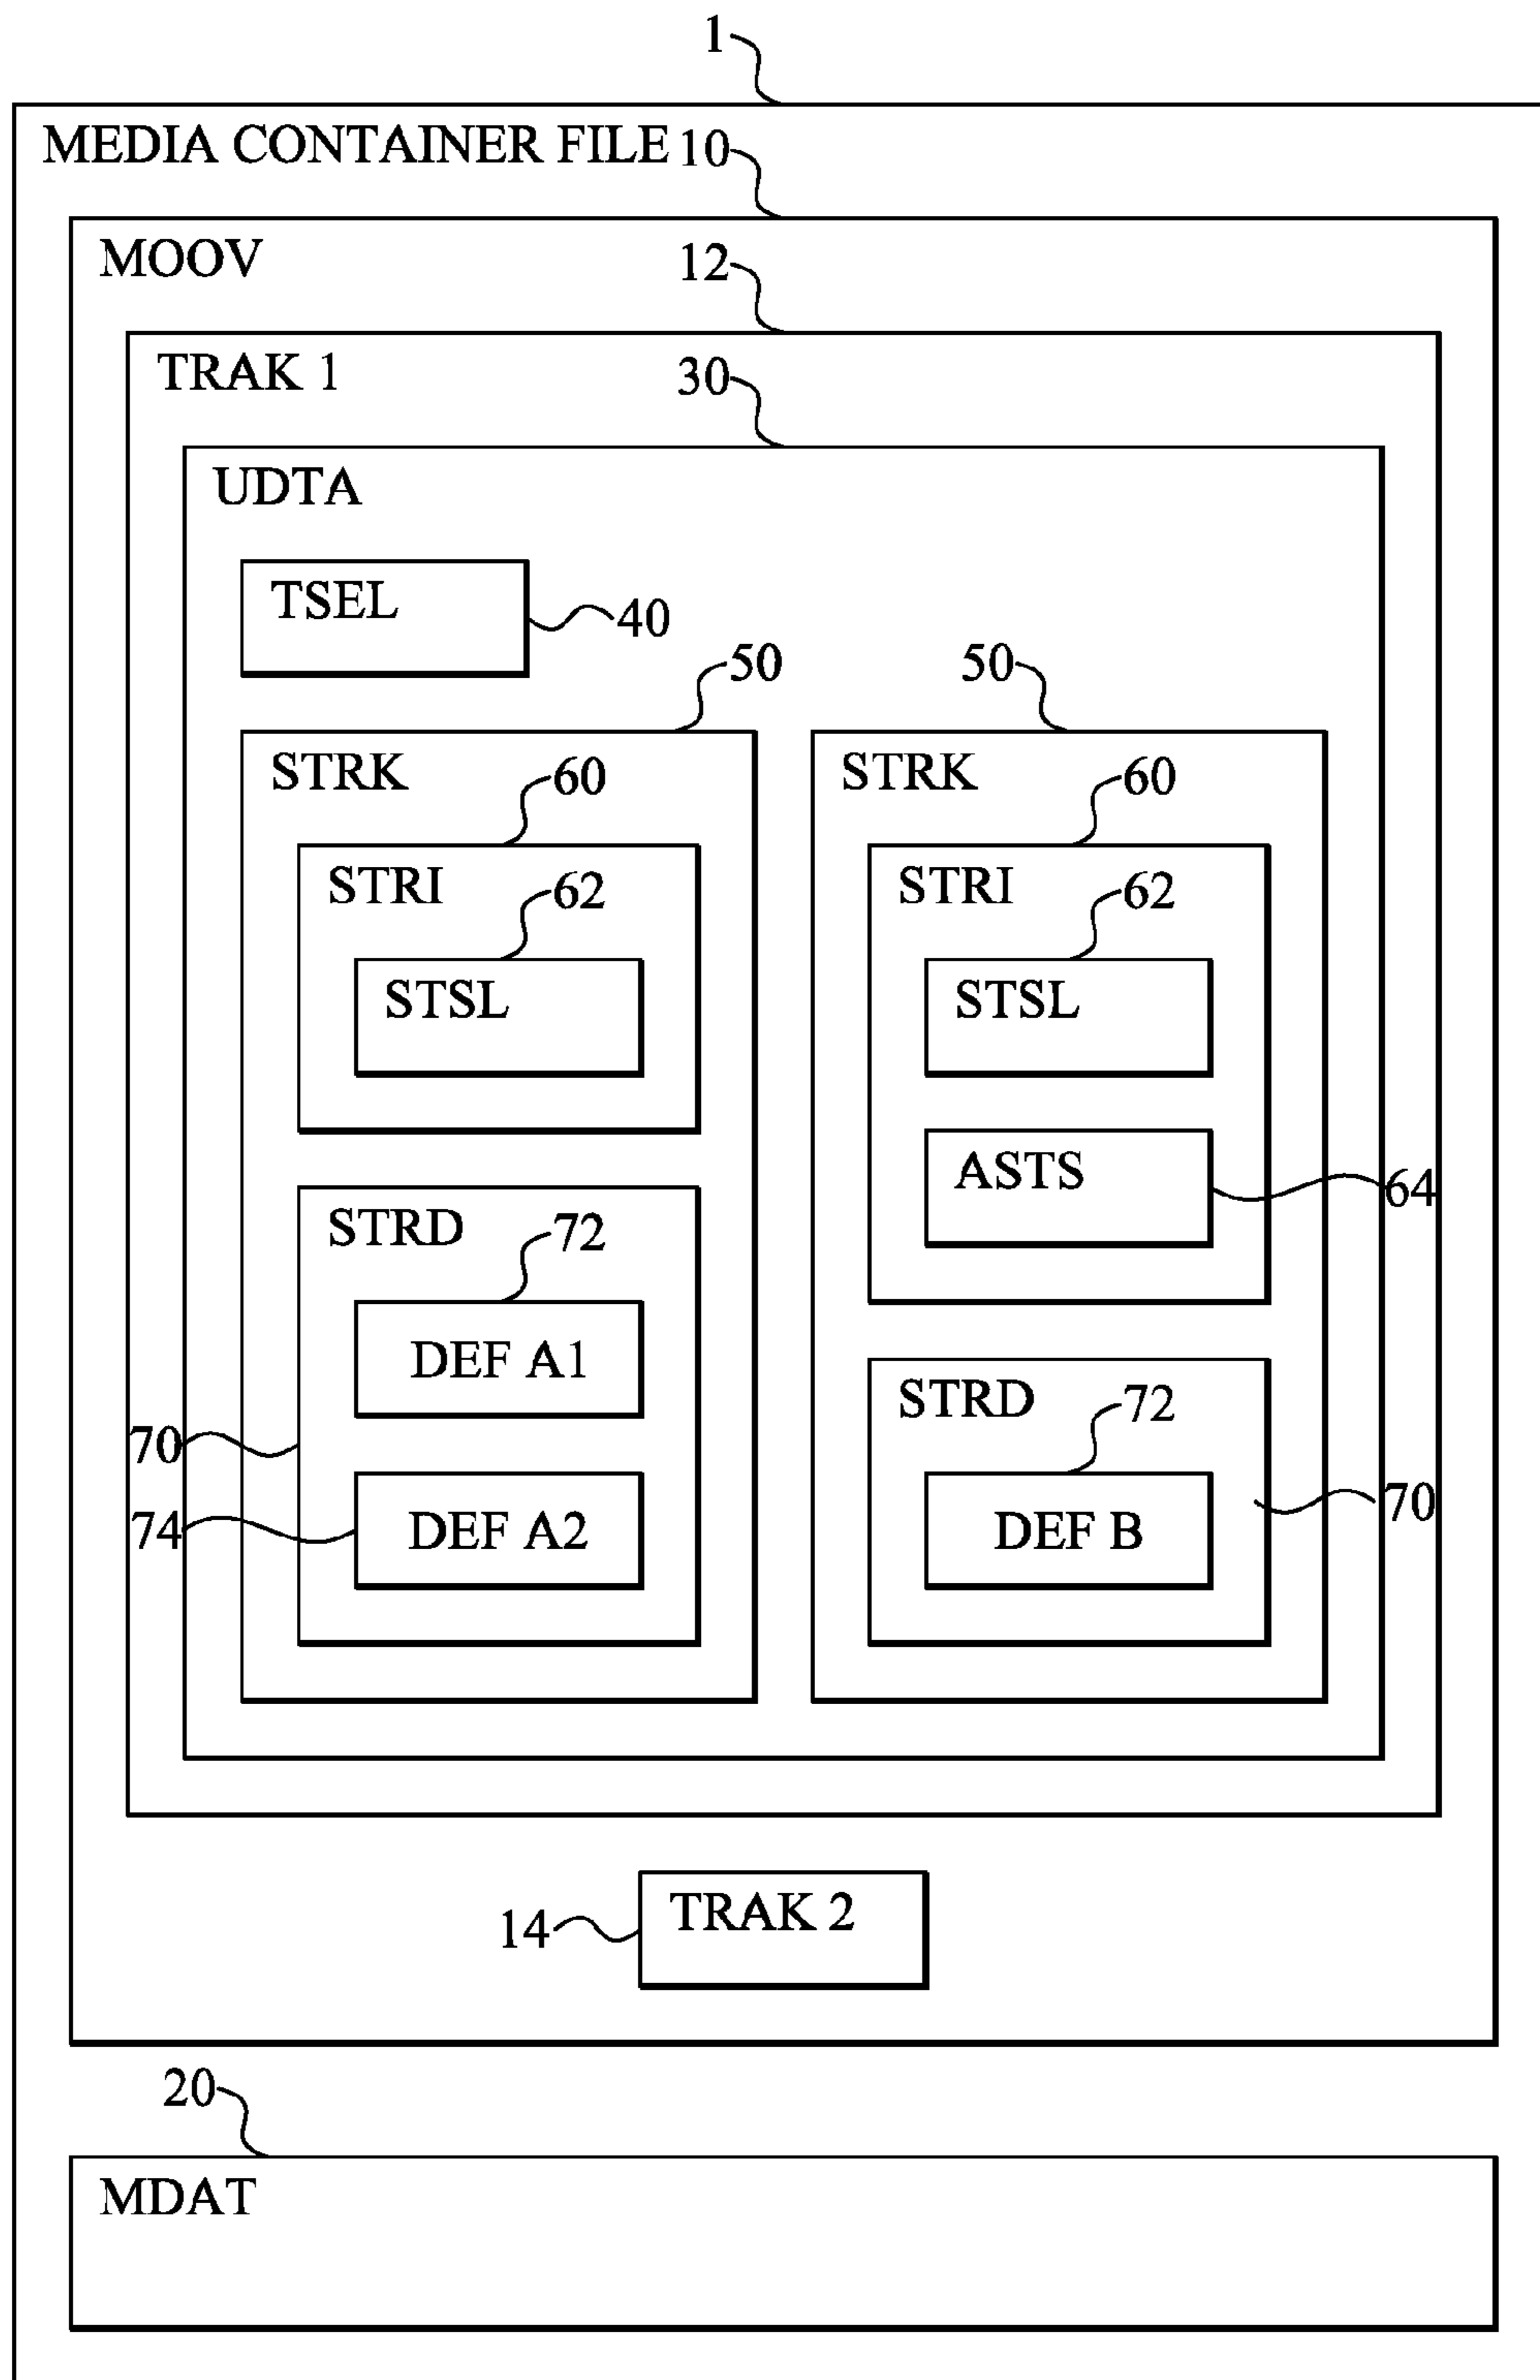 1
MEDIA CONTAINER FILE 10
MOOV
12
TRAK 1
30
UDTA
TSEL
40
50
50
STRK
60
STRK
60
STRI
62
STRI
62
STSL
STSL
ASTS
64
STRD
72
DEF A1
STRD
72
70
74
DEF A2
DEF B
70
14
TRAK 2
20
MDAT